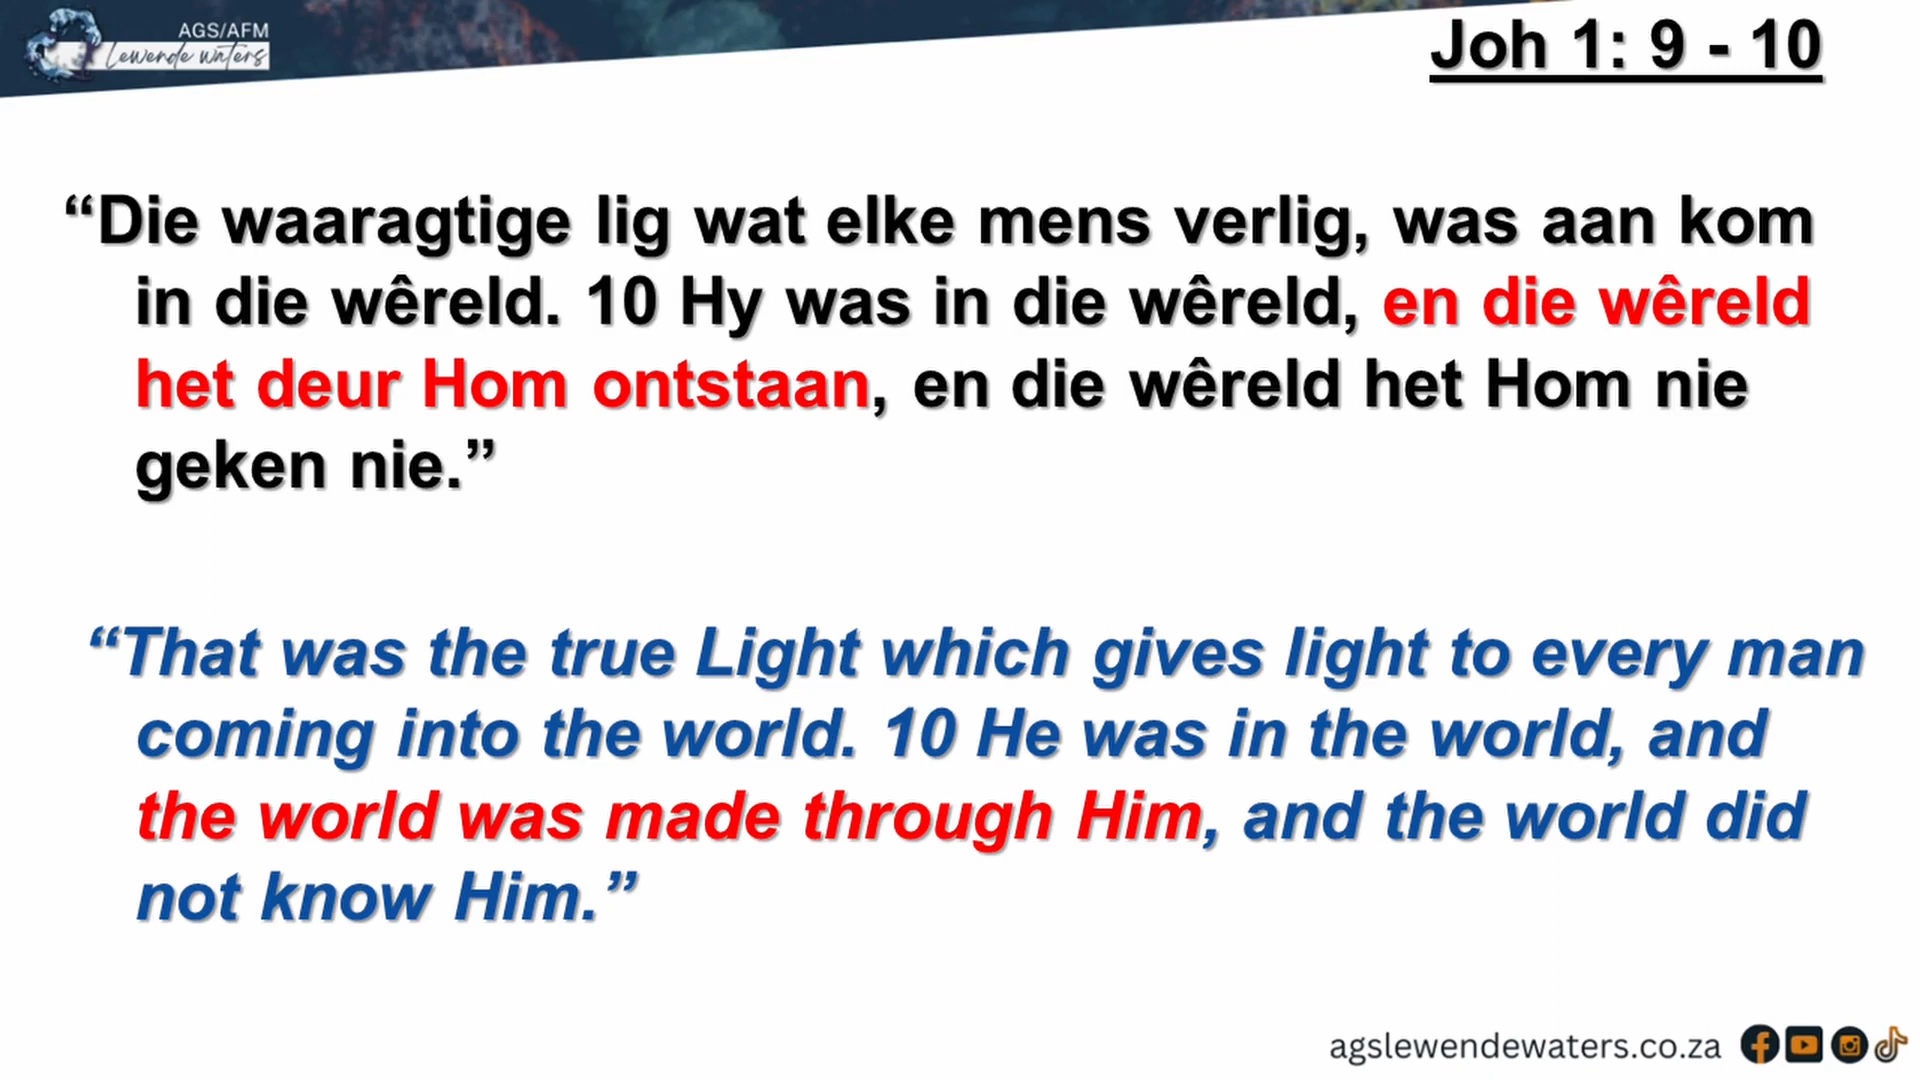 AGS/AFM
Lewende waters
Joh 1: 9 - 10
“Die waaragtige lig wat elke mens verlig, was aan kom
in die wêreld. 10 Hy was in die wêreld, en die wêreld
het deur Hom ontstaan, en die wêreld het Hom nie
geken nie.”
“That was the true Light which gives light to every man
coming into the world. 10 He was in the world, and
the world was made through Him, and the world did
not know Him.”
agslewendewaters.co.za